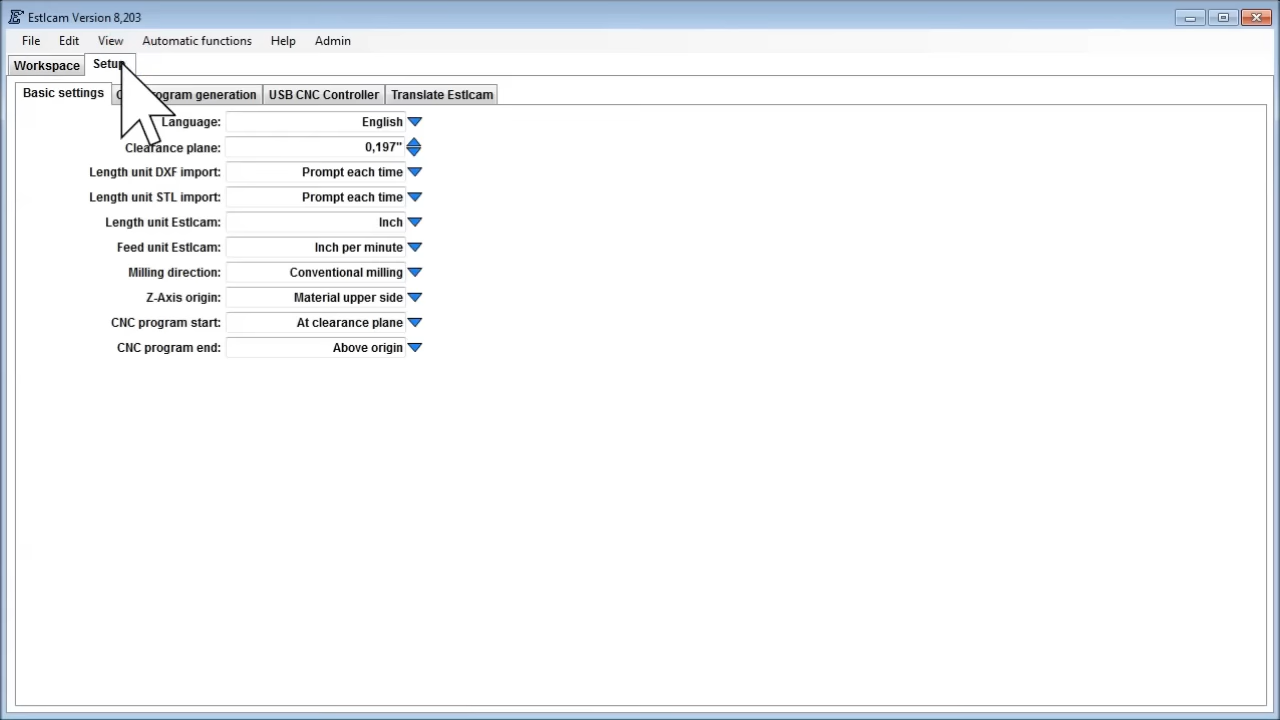 Estlcam Version 8,203
File Edit View Automatic functions Help Admin
Workspace Setup
Basic settings program generation USB CNC Controller Translate Estlcam
Language: English
Clearance plane: 0,197"
Length unit DXF import: Prompt each time
Length unit STL import: Prompt each time
Length unit Estlcam: Inch
Feed unit Estlcam: Inch per minute
Milling direction: Conventional milling
Z-Axis origin: Material upper side
CNC program start: At clearance plane
CNC program end: Above origin